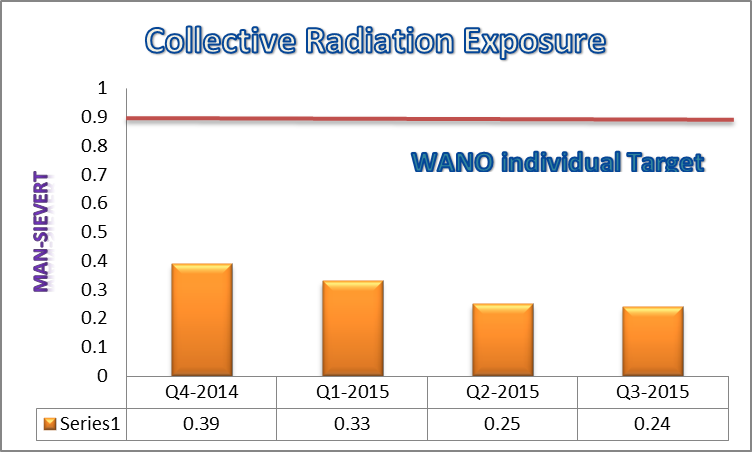 Collective Radiation Exposure
1
0.9
0.8
0.7
0.6
0.5
0.4
0.3
0.2
0.1
0
MAN-SIEVERT
WANO individual Target
Q4-2014 Q1-2015 Q2-2015 Q3-2015
Series1 0.39 0.33 0.25 0.24